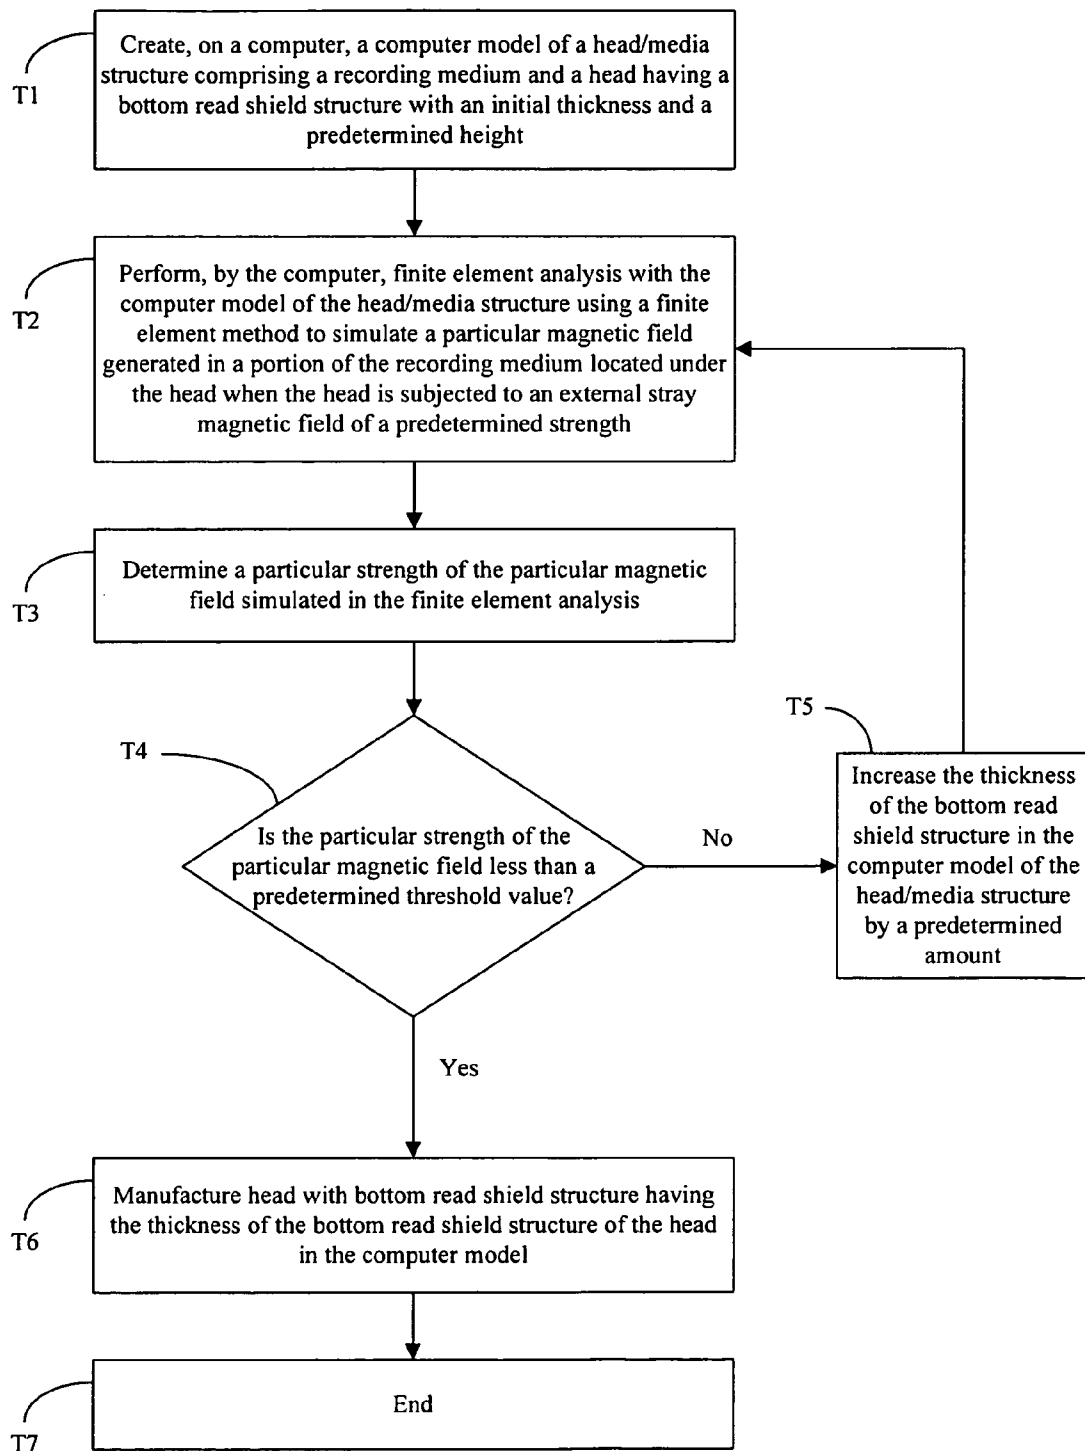 Create, on a computer, a computer model of a head/media
structure comprising a recording medium and a head having a
bottom read shield structure with an initial thickness and a
predetermined height
T1
Perform, by the computer, finite element analysis with the
computer model of the head/media structure using a finite
element method to simulate a particular magnetic field
generated in a portion of the recording medium located under
the head when the head is subjected to an external stray
magnetic field of a predetermined strength
T2
Determine a particular strength of the particular magnetic
field simulated in the finite element analysis
T3
T4
Is the particular strength of the
particular magnetic field less than a
predetermined threshold value?
No
T5
Increase the thickness
of the bottom read
shield structure in the
computer model of the
head/media structure
by a predetermined
amount
Yes
Manufacture head with bottom read shield structure having
the thickness of the bottom read shield structure of the head
in the computer model
T6
End
T7